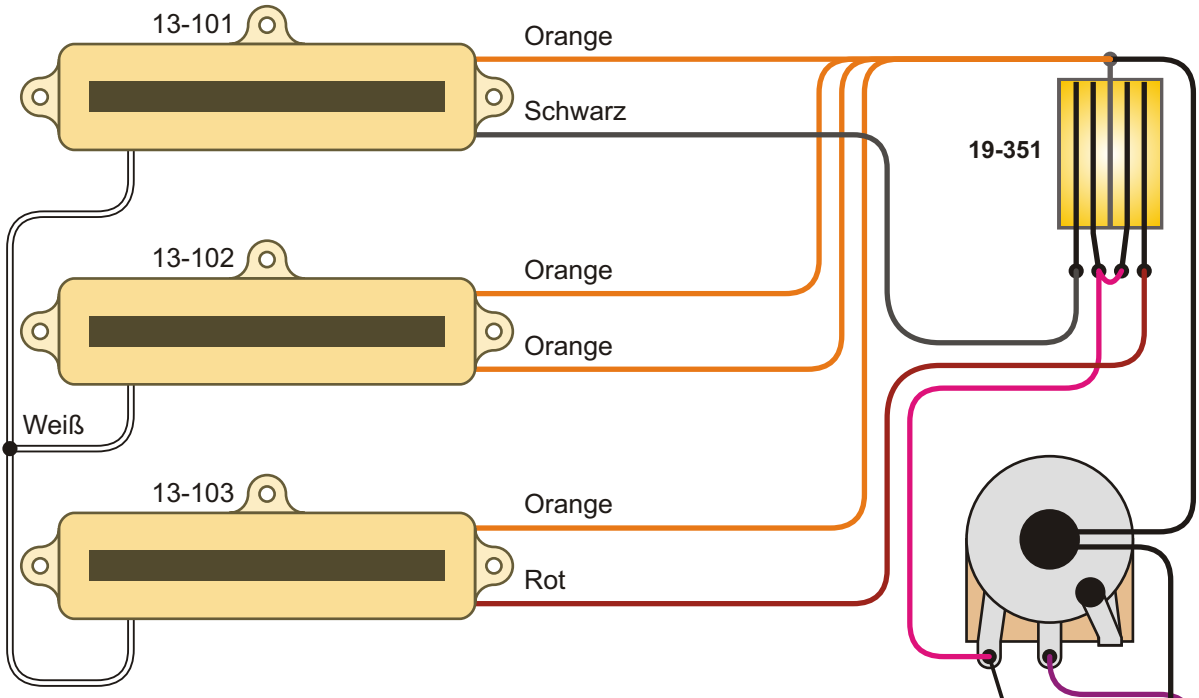 13-101
Orange
Schwarz
19-351
13-102
Orange
Orange
Weiß
13-103
Orange
Rot